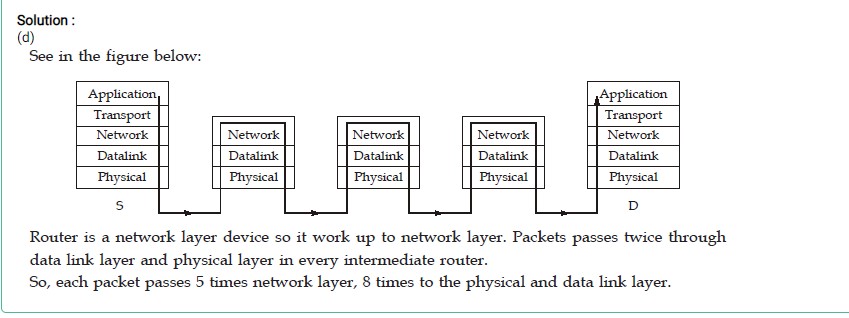 Solution :
(d)
See in the figure below:
Application
Transport
Network
Datalink
Physical
S
Network
Datalink
Physical
Network
Datalink
Physical
Network
Datalink
Physical
Application
Transport
Network
Datalink
Physical
D
Router is a network layer device so it work up to network layer. Packets passes twice through
data link layer and physical layer in every intermediate router.
So, each packet passes 5 times network layer, 8 times to the physical and data link layer.